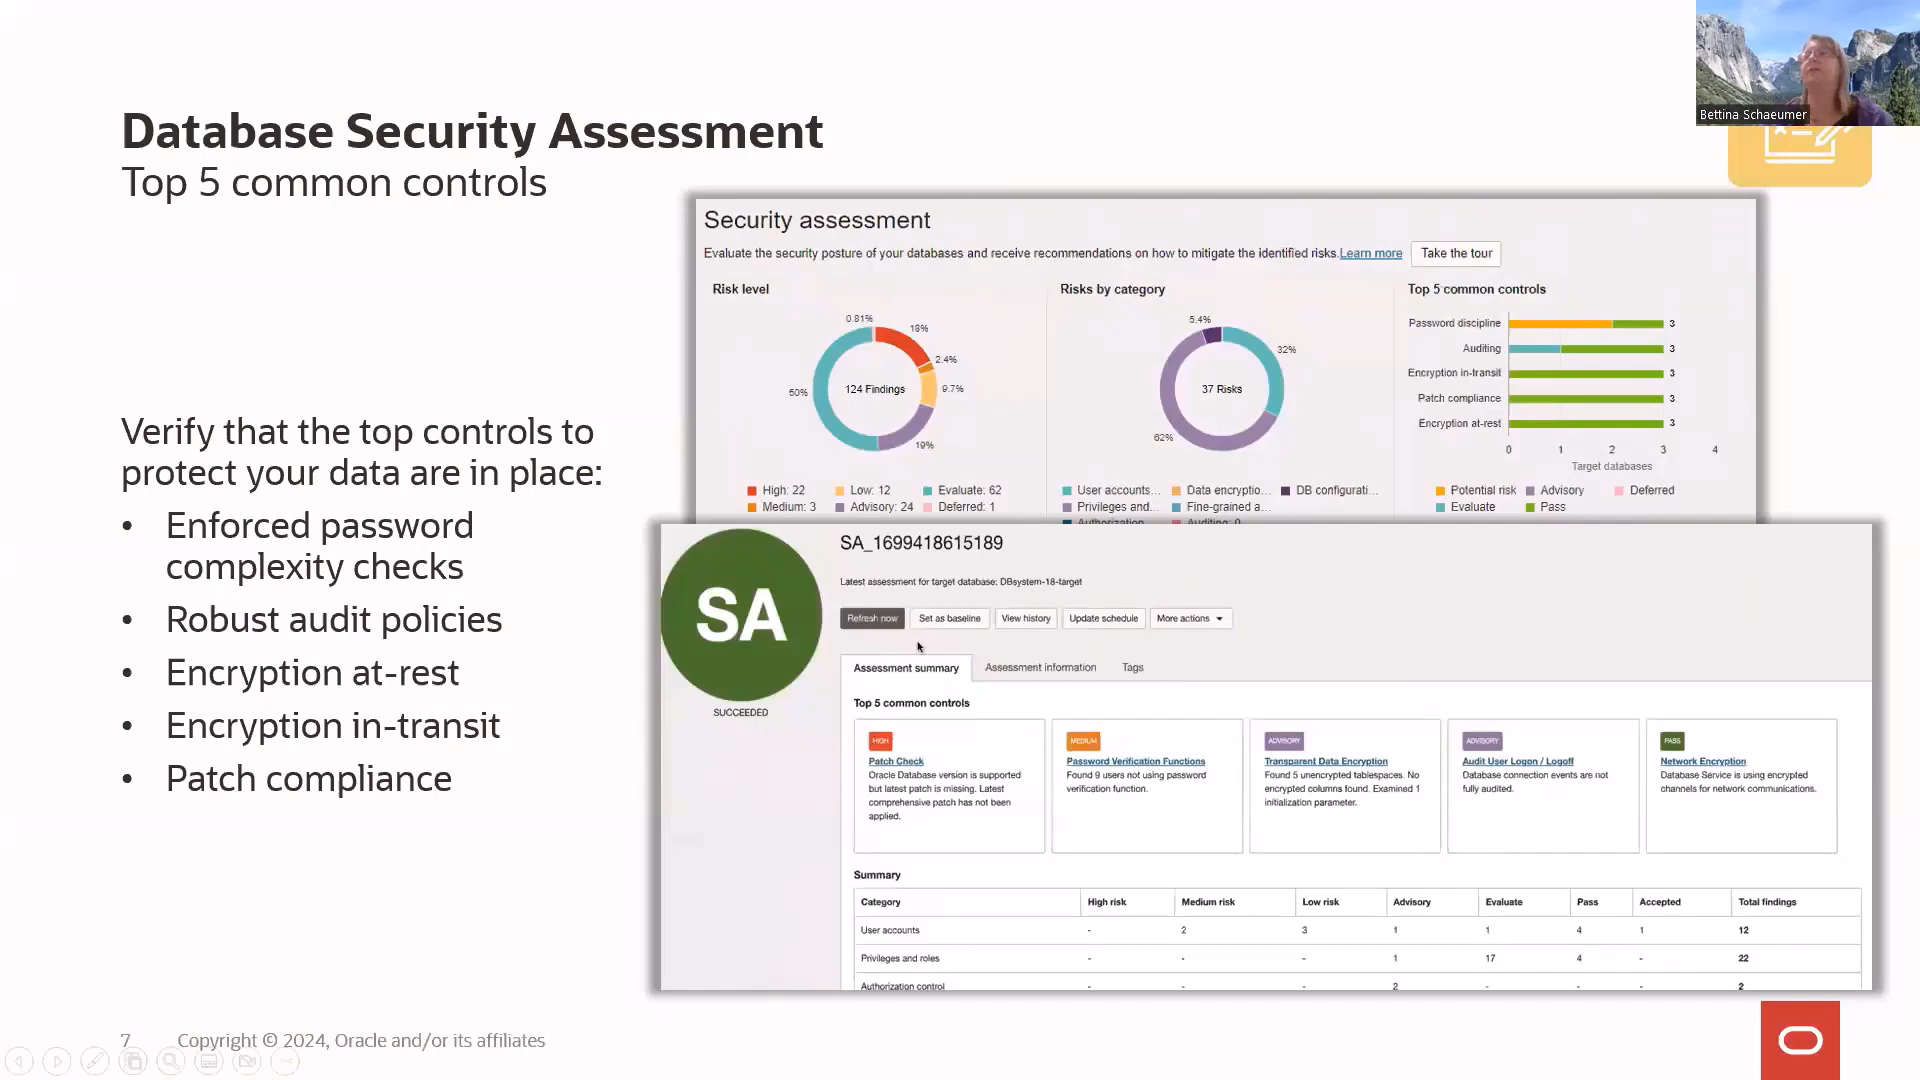 Bettina Schaeumer
Database Security Assessment
Top 5 common controls
Verify that the top controls to
protect your data are in place:
• Enforced password
complexity checks
• Robust audit policies
• Encryption at-rest
• Encryption in-transit
• Patch compliance
Security assessment
Evaluate the security posture of your databases and receive recommendations on how to mitigate the identified risks. Learn more Take the tour
Risk level
0.81%
18%
2.4%
9.7%
19%
50%
124 Findings
High: 22 Low: 12 Evaluate: 62
Medium: 3 Advisory: 24 Deferred: 1
Risks by category
5.4%
32%
62%
37 Risks
User accounts... Data encryptio... DB configurati...
Privileges and... Fine-grained a...
Authorization Auditing: 0
Top 5 common controls
Password discipline 3
Auditing 3
Encryption in-transit 3
Patch compliance 3
Encryption at-rest 3
0 1 2 3 4
Target databases
Potential risk Advisory Deferred
Evaluate Pass
SA
SUCCEEDED
SA_1699418615189
Latest assessment for target database: DBsystem-18-target
Refresh now Set as baseline View history Update schedule More actions
Assessment summary Assessment information Tags
Top 5 common controls
HIGH
Patch Check
Oracle Database version is supported
but latest patch is missing. Latest
comprehensive patch has not been
applied.
MEDIUM
Password Verification Functions
Found 9 users not using password
verification function.
ADVISORY
Transparent Data Encryption
Found 5 unencrypted tablespaces. No
encrypted columns found. Examined 1
initialization parameter.
ADVISORY
Audit User Logon / Logoff
Database connection events are not
fully audited.
PASS
Network Encryption
Database Service is using encrypted
channels for network communications.
Summary
Category High risk Medium risk Low risk Advisory Evaluate Pass Accepted Total findings
User accounts - 2 3 1 1 4 1 12
Privileges and roles - - - 1 17 4 - 22
Authorization control - - - 2 - - - 2
7 Copyright © 2024, Oracle and/or its affiliates